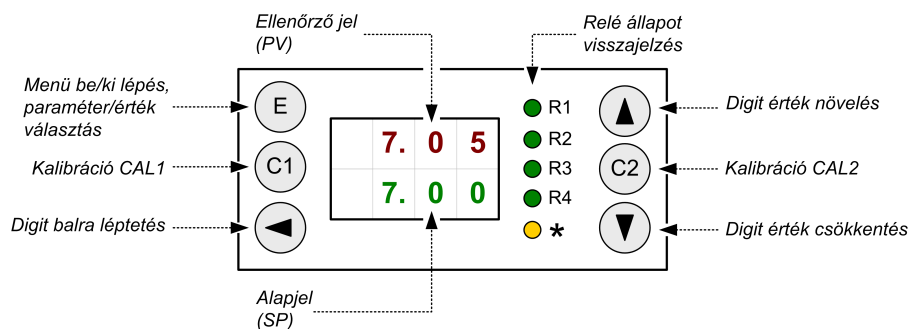 Ellenőrző jel
(PV)
Relé állapot
visszajelzés
Menü be/ki lépés,
paraméter/érték
választás
E
R1
Digit érték növelés
7. 0 5
R2
Kalibráció CAL1
C1
R3
C2
Kalibráció CAL2
7. 0 0
R4
Digit balra léptetés
*
Digit érték csökkentés
Alapjel
(SP)